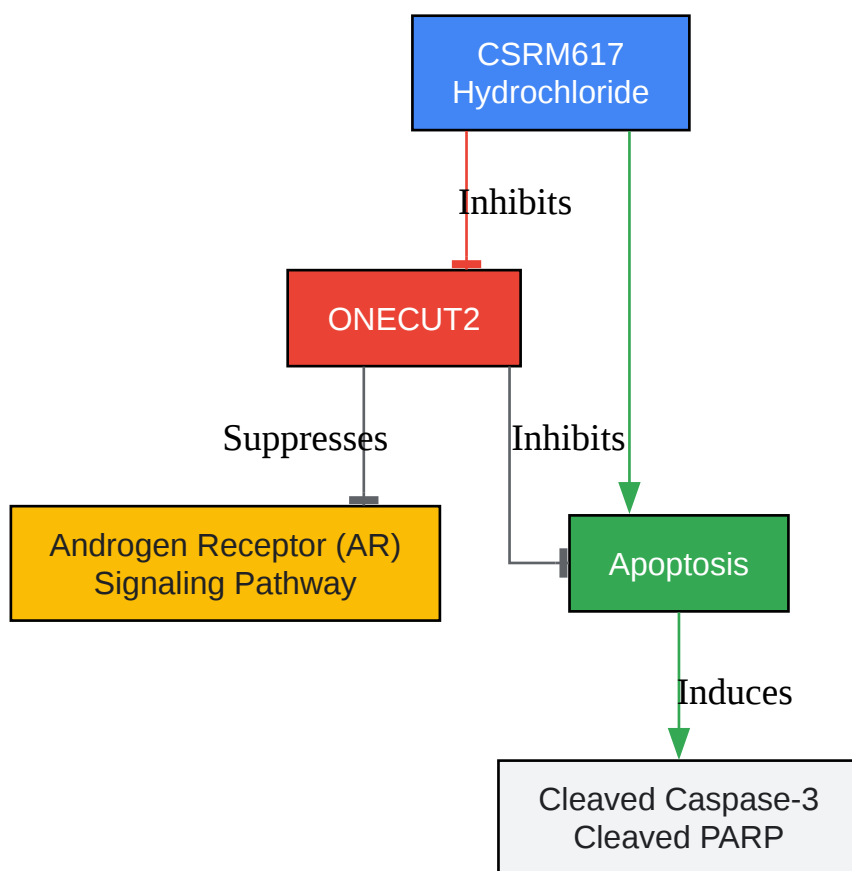 CSRM617
Hydrochloride
Inhibits
ONECUT2
Suppresses
Inhibits
Androgen Receptor (AR)
Signaling Pathway
Apoptosis
Induces
Cleaved Caspase-3
Cleaved PARP